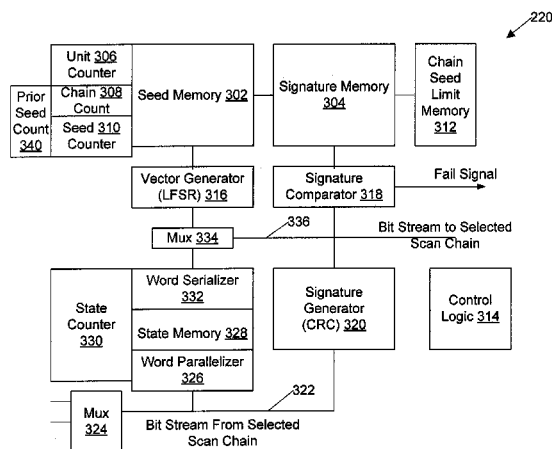 220
Unit 306
Counter
Chain 308
Count
Seed 310
Counter
Prior
Seed
Count
340
Seed Memory 302
Signature Memory
304
Chain
Seed
Limit
Memory
312
Vector Generator
(LFSR) 316
Signature
Comparator 318
Fail Signal
336
Mux 334
Bit Stream to Selected
Scan Chain
State
Counter
330
Word Serializer
332
State Memory 328
Word Parallelizer
326
Signature
Generator
(CRC) 320
Control
Logic 314
322
Mux
324
Bit Stream From Selected
Scan Chain